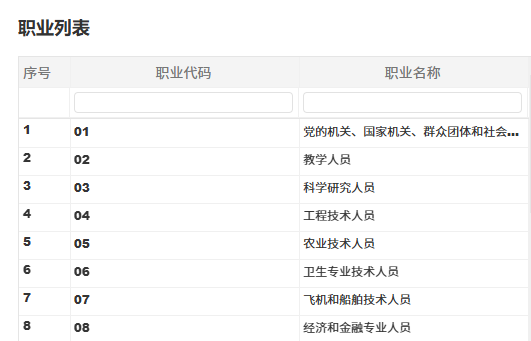 职业列表
序号 职业代码 职业名称
1 01 党的机关、国家机关、群众团体和社会...
2 02 教学人员
3 03 科学研究人员
4 04 工程技术人员
5 05 农业技术人员
6 06 卫生专业技术人员
7 07 飞机和船舶技术人员
8 08 经济和金融专业人员